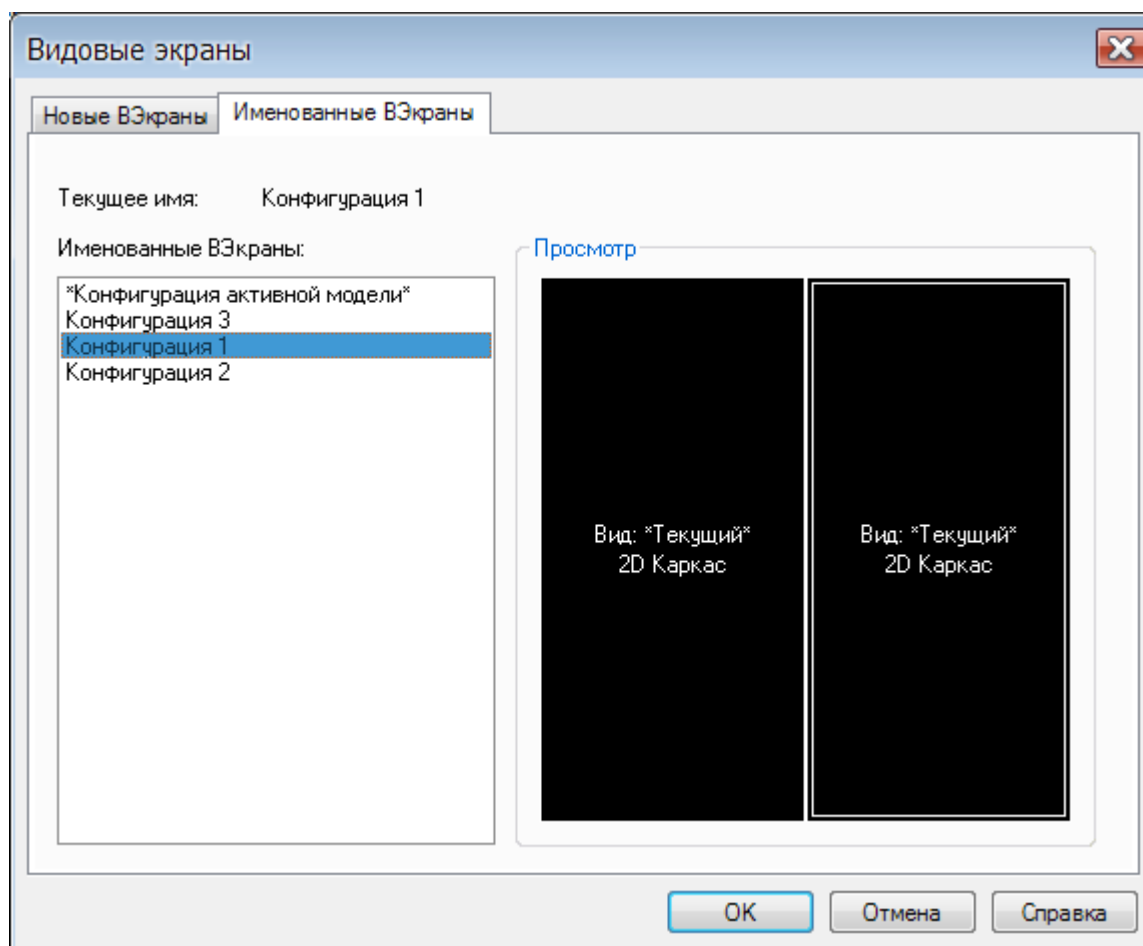 Видовые экраны
Новые ВЭкраны
Именованные ВЭкраны
Текущее имя: Конфигурация 1
Именованные ВЭкраны:
*Конфигурация активной модели*
Конфигурация 3
Конфигурация 1
Конфигурация 2
Просмотр
Вид: *Текущий*
2D Каркас
Вид: *Текущий*
2D Каркас
OK
Отмена
Справка